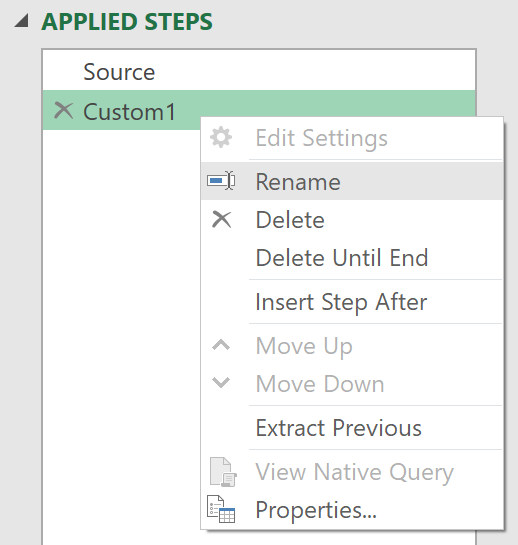 APPLIED STEPS
Source
Custom1
Edit Settings
Rename
Delete
Delete Until End
Insert Step After
Move Up
Move Down
Extract Previous
View Native Query
Properties...